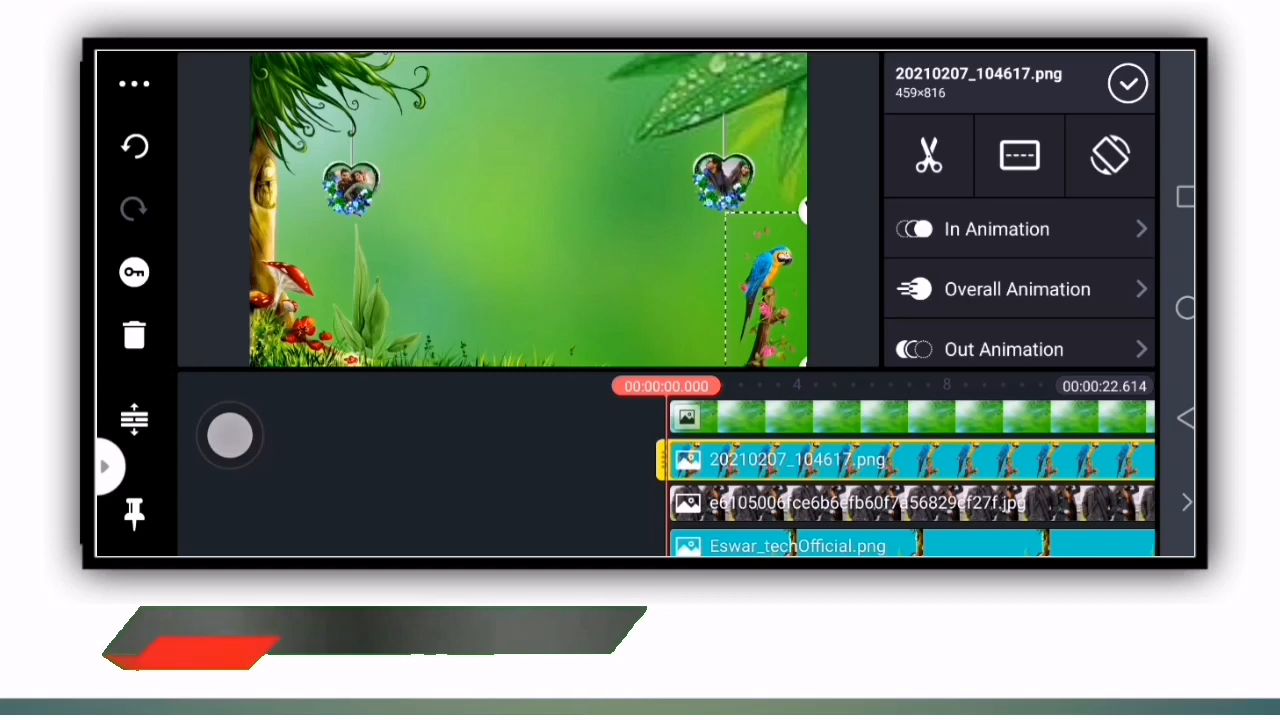 20210207_104617.png
459×816
In Animation
Overall Animation
Out Animation
00:00:00.000
4
8
00:00:22.614
20210207_104617.png
e6105006fce6b6efb60f7a56829cf27f.jpg
Eswar_techOfficial.png